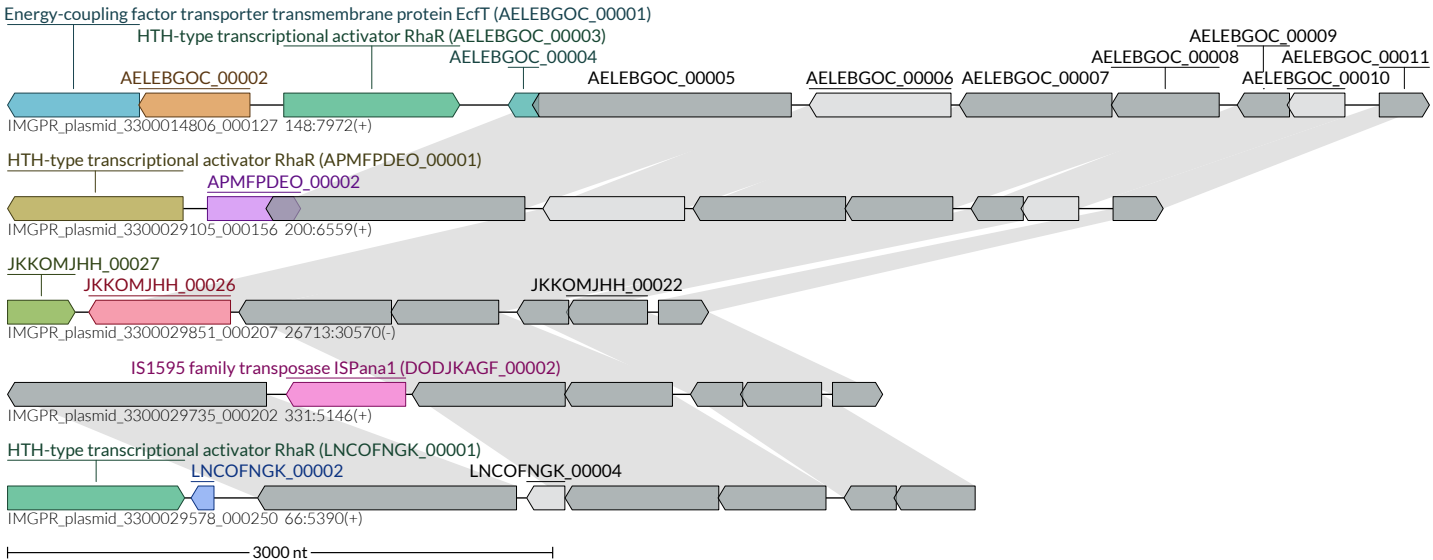 Energy-coupling factor transporter transmembrane protein EcfT (AELEBGOC_00001)
HTH-type transcriptional activator RhaR (AELEBGOC_00003)
AELEBGOC_00009
AELEBGOC_00004
AELEBGOC_00008
AELEBGOC_00011
AELEBGOC_00002
AELEBGOC_00005
AELEBGOC_00006
AELEBGOC_00007
AELEBGOC_00010
IMGPR_plasmid_3300014806_000127 148:7972(+)
HTH-type transcriptional activator RhaR (APMFPDEO_00001)
APMFPDEO_00002
IMGPR_plasmid_3300029105_000156 200:6559(+)
JKKOMJHH_00027
JKKOMJHH_00026
JKKOMJHH_00022
IMGPR_plasmid_3300029851_000207 26713:30570(-)
IS1595 family transposase ISPana1 (DODJKAGF_00002)
IMGPR_plasmid_3300029735_000202 331:5146(+)
HTH-type transcriptional activator RhaR (LNCOFNGK_00001)
LNCOFNGK_00002
LNCOFNGK_00004
IMGPR_plasmid_3300029578_000250 66:5390(+)
3000 nt